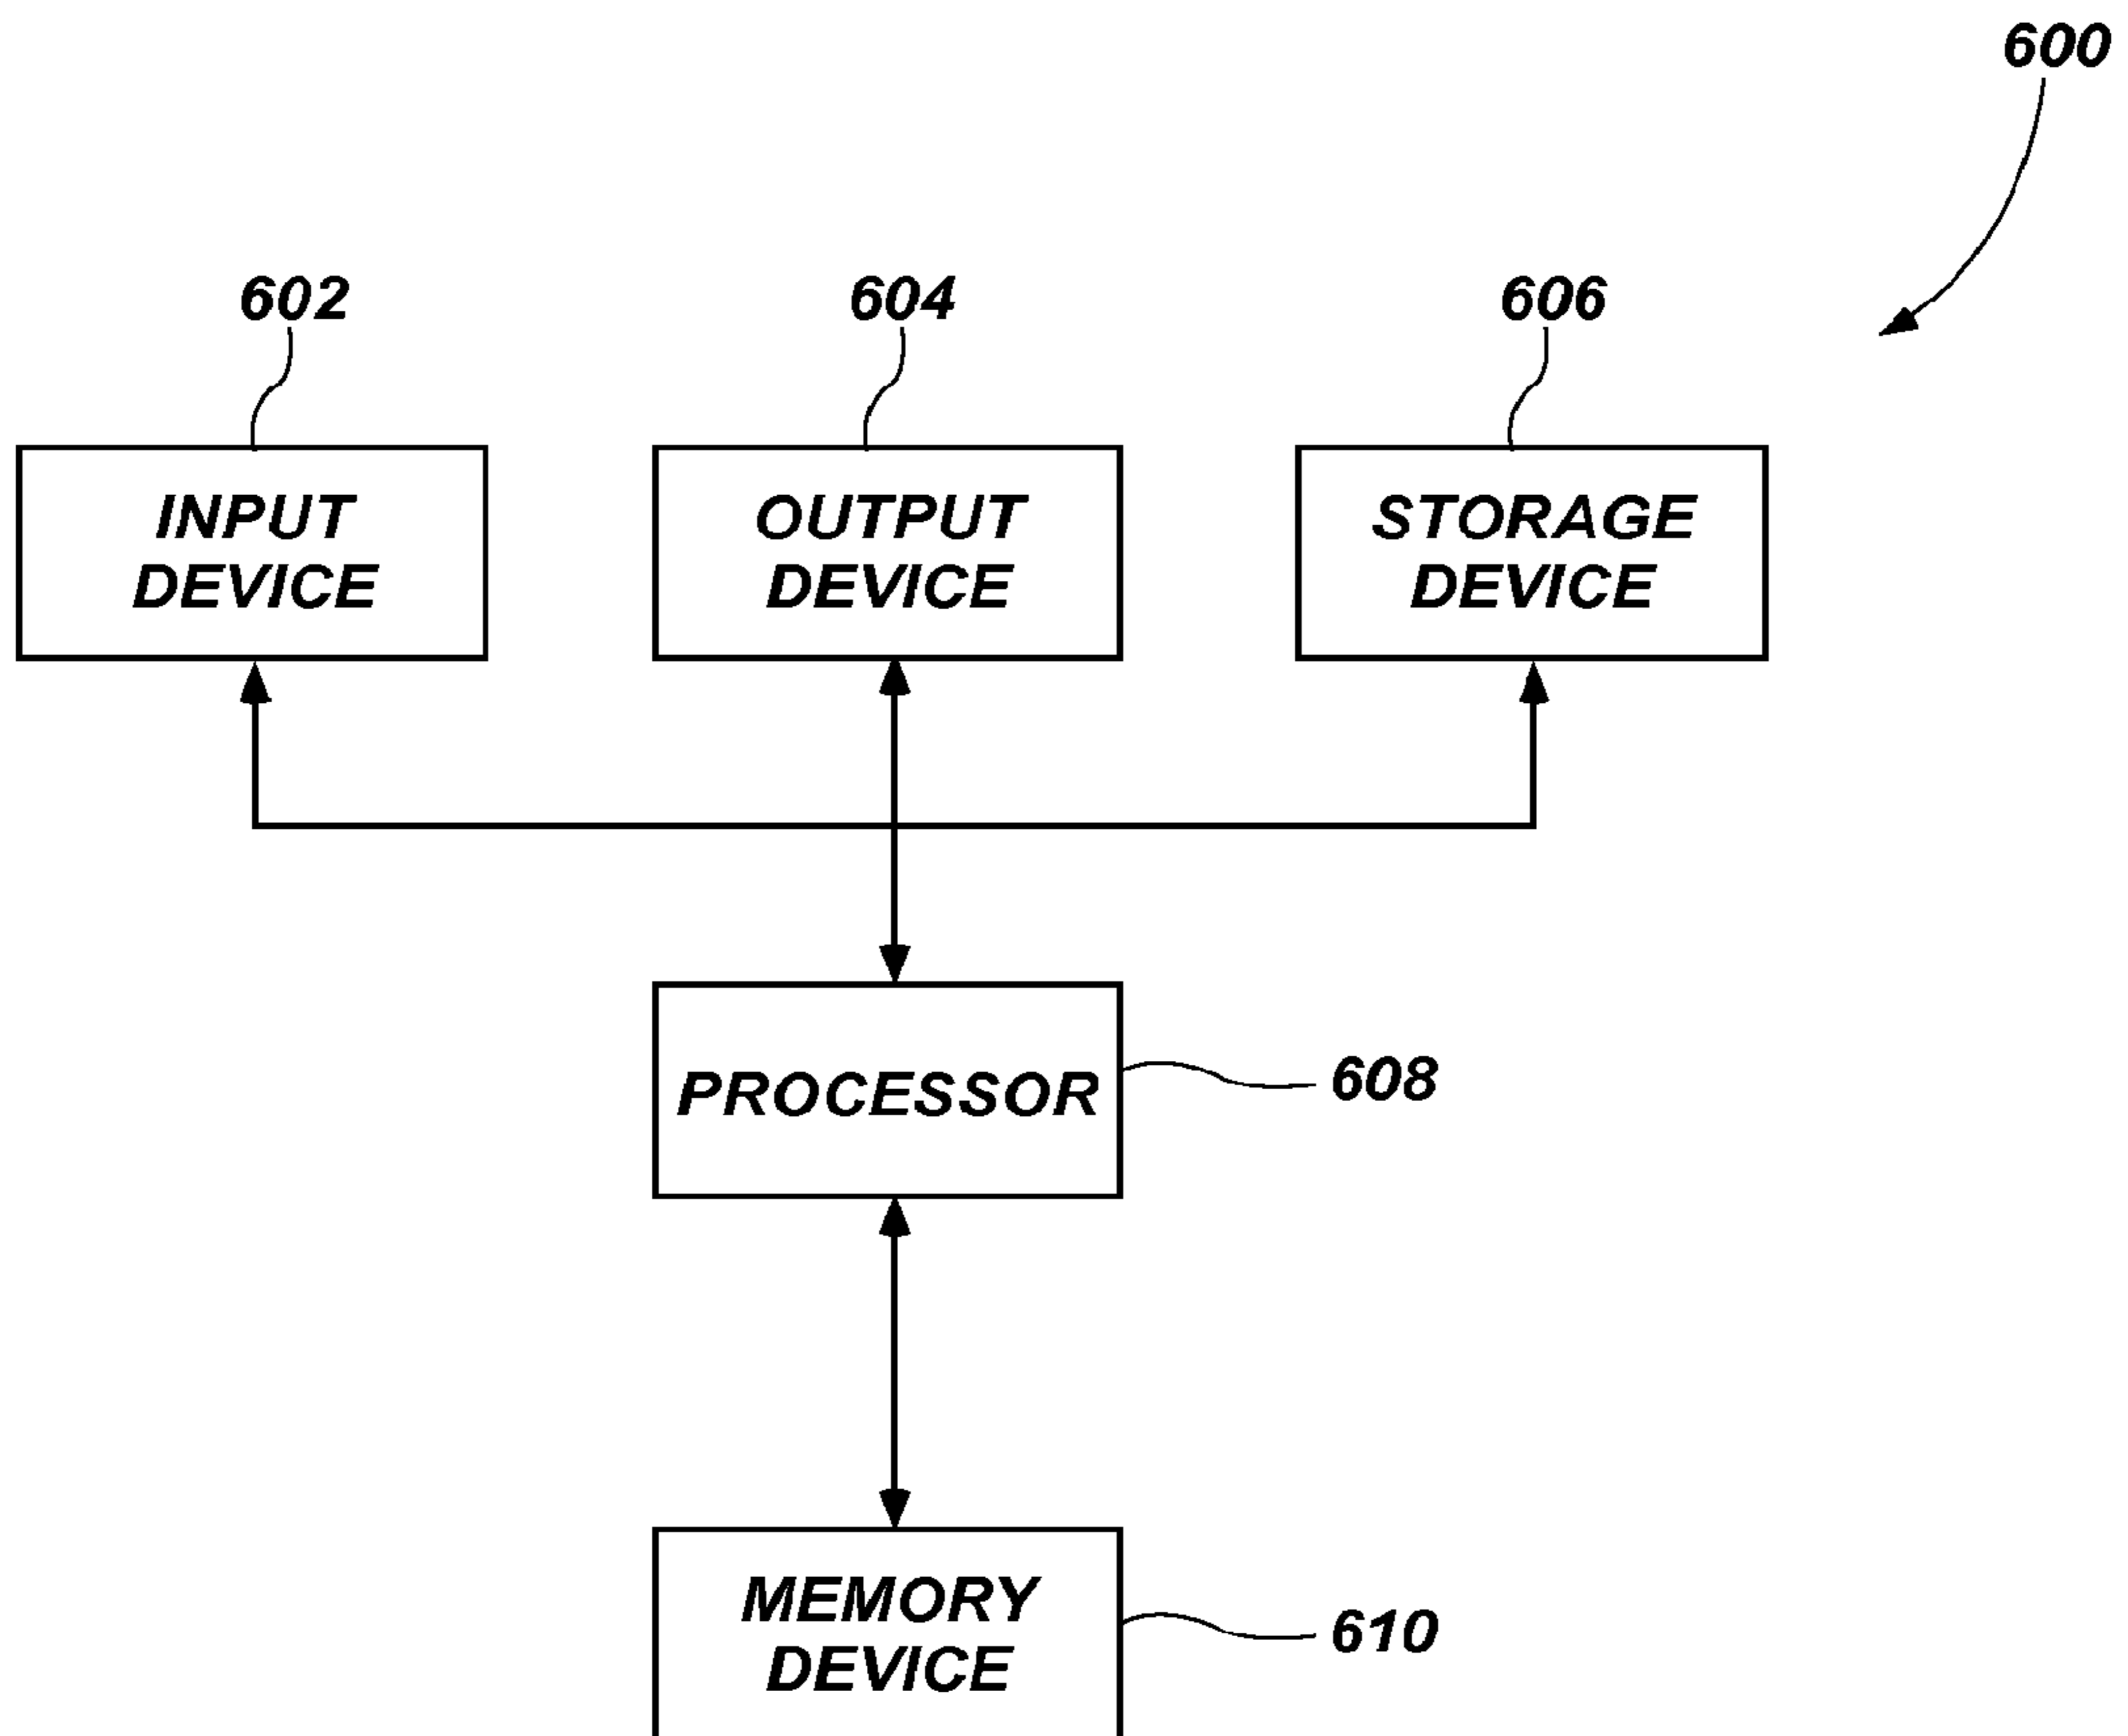 600
602
604
606
INPUT
DEVICE
OUTPUT
DEVICE
STORAGE
DEVICE
PROCESSOR
608
MEMORY
DEVICE
610